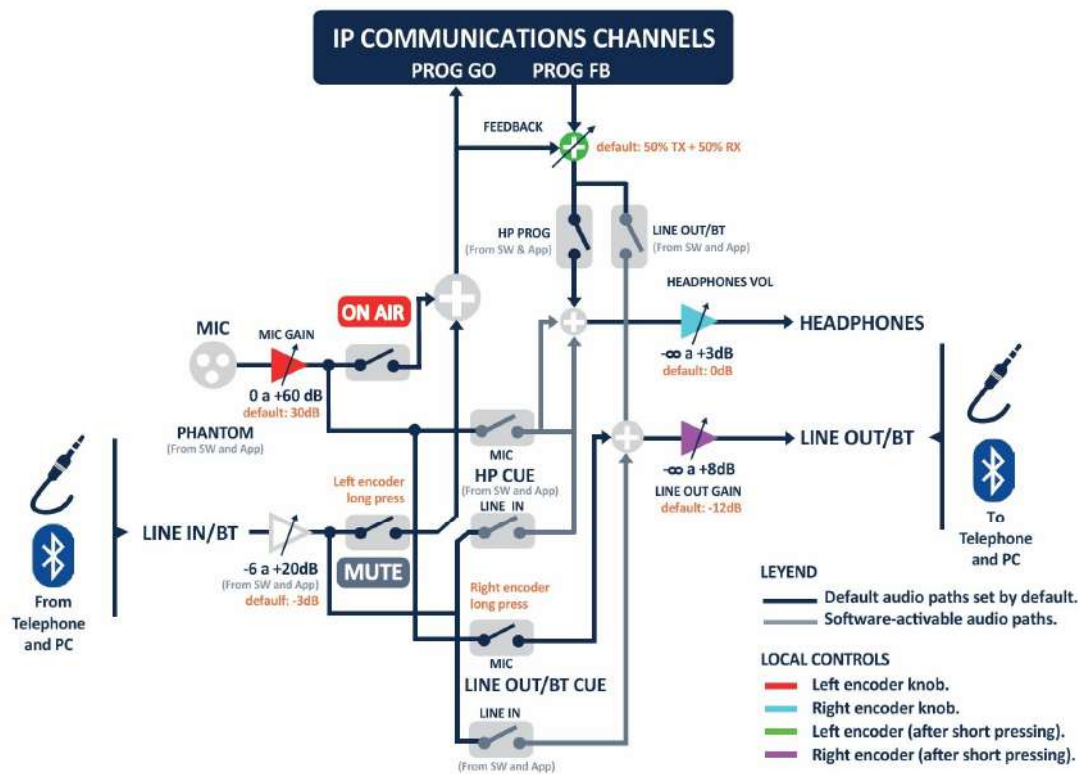 IP COMMUNICATIONS CHANNELS
PROG GO PROG FB
FEEDBACK
default: 50% TX + 50% RX
HP PROG
(From SW & App)
LINE OUT/BT
(From SW and App)
HEADPHONES VOL
ON AIR
MIC
MIC GAIN
HEADPHONES
-∞ a +3dB
default: 0dB
0 a +60 dB
default: 30dB
PHANTOM
(From SW and App)
MIC
HP CUE
(From SW and App)
LINE OUT/BT
-∞ a +8dB
LINE OUT GAIN
default: -12dB
Left encoder
long press
LINE IN
LINE IN/BT
-6 a +20dB
(From SW and App)
defaulf: -3dB
MUTE
From
Telephone
and PC
To
Telephone
and PC
Right encoder
long press
MIC
LINE OUT/BT CUE
LINE IN
(From SW and App)
LEYEND
Default audio paths set by default.
Software-activable audio paths.
LOCAL CONTROLS
Left encoder knob.
Right encoder knob.
Left encoder (after short pressing).
Right encoder (after short pressing).